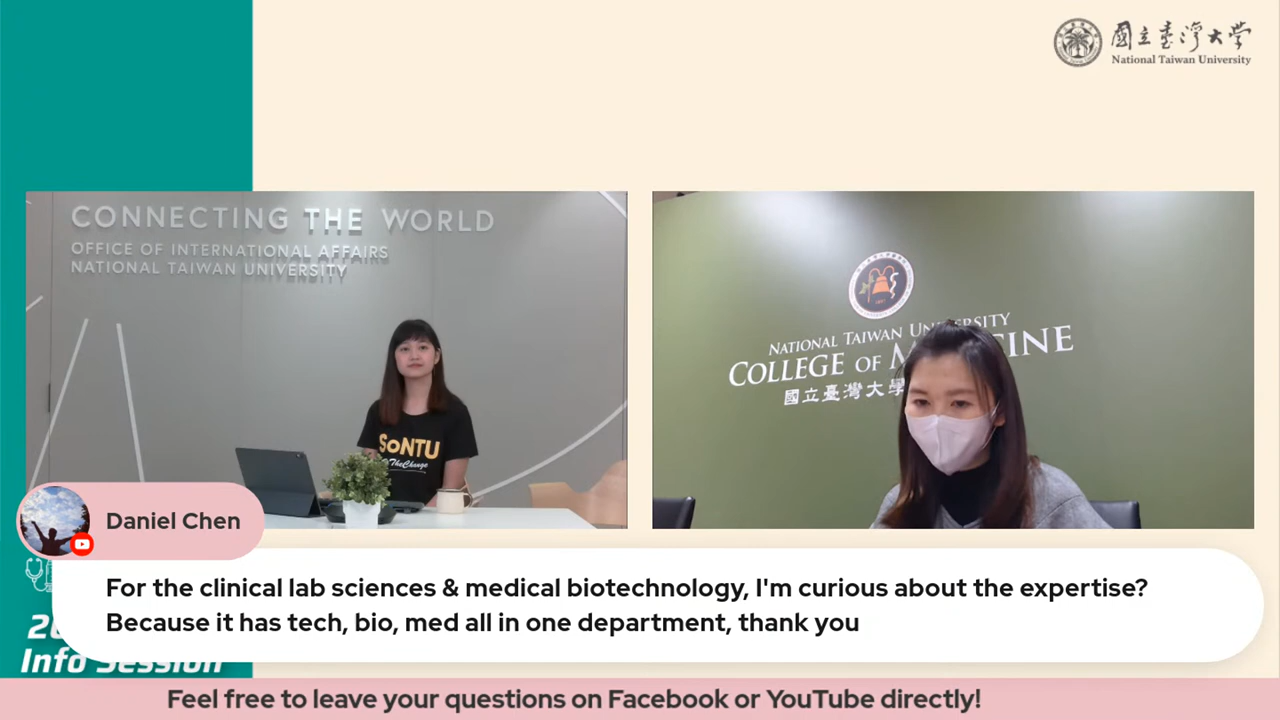 國立臺灣大學
National Taiwan University
CONNECTING THE WORLD
OFFICE OF INTERNATIONAL AFFAIRS
NATIONAL TAIWAN UNIVERSITY
NATIONAL TAIWAN UNIVERSITY
COLLEGE OF MEDICINE
國立臺灣大學
SoNTU
#TheChange
Daniel Chen
For the clinical lab sciences & medical biotechnology, I'm curious about the expertise?
Because it has tech, bio, med all in one department, thank you
Info Session
Feel free to leave your questions on Facebook or YouTube directly!